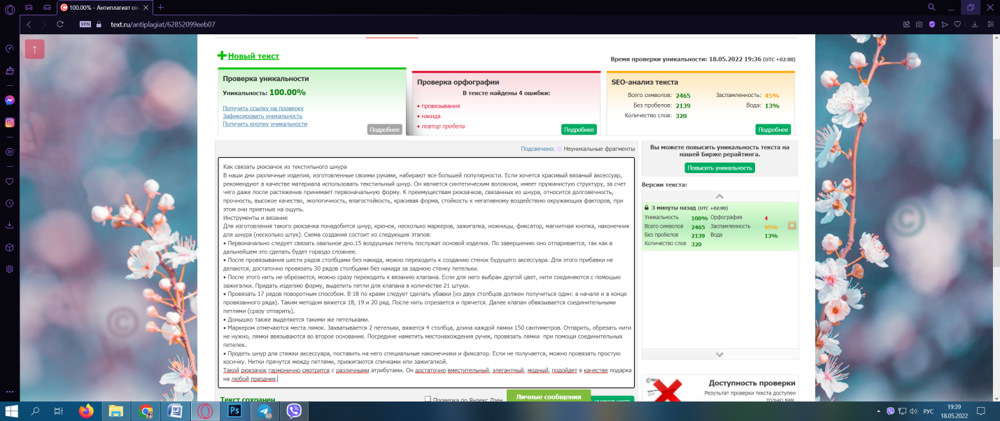 100.00% - Антиплагиат он
VPN text.ru/antiplagiat/62852099eeb07
Новый текст
Время проверки уникальности: 18.05.2022 19:36 (UTC +02:00)
Проверка уникальности
Уникальность: 100.00%
Получить ссылку на проверку
Зафиксировать уникальность
Получить кнопку уникальности
Подробнее
Проверка орфографии
В тексте найдены 4 ошибки:
• провязывания
• накида
• повтор пробела
Подробнее
SEO-анализ текста
Всего символов: 2465 Заспамленность: 45%
Без пробелов: 2139 Вода: 13%
Количество слов: 320
Подробнее
Подсвечено: Неуникальные фрагменты
Как связать рюкзачок из текстильного шнура
В наши дни различные изделия, изготовленные своими руками, набирают все большей популярности. Если хочется красивый вязаный аксессуар,
рекомендуют в качестве материала использовать текстильный шнур. Он является синтетическим волокном, имеет пружинистую структуру, за счет
чего даже после растяжения принимает первоначальную форму. К преимуществам рюкзачков, связанных из шнура, относится долговечность,
прочность, высокое качество, экологичность, влагостойкость, красивая форма, стойкость к негативному воздействию окружающих факторов, при
этом они приятные на ощупь.
Инструменты и вязание
Для изготовления такого рюкзачка понадобится шнур, крючок, несколько маркеров, зажигалка, ножницы, фиксатор, магнитная кнопка, наконечник
для шнура (несколько штук). Схема создания состоит из следующих этапов:
• Первоначально следует связать овальное дно.15 воздушных петель послужат основой изделия. По завершению оно отпаривается, так как в
дальнейшем это сделать будет гораздо сложнее.
• После провязывания шести рядов столбцами без накида, можно переходить к созданию стенок будущего аксессуара. Для этого прибавки не
делаются, достаточно провязать 30 рядов столбцами без накида за заднюю стенку петельки.
• После этого нить не обрезается, можно сразу переходить к вязанию клапана. Если для него выбран другой цвет, нити соединяются с помощью
зажигалки. Придать изделию форму, выделить петли для клапана в количестве 21 штуки.
• Провязать 17 рядов поворотным способом. В 18 по краям следует сделать убавки (из двух столбцов должен получиться один: в начале и в конце
провязанного ряда). Таким методом вяжется 18, 19 и 20 ряд. После нить отрезается и прячется. Далее клапан обвязывается соединительными
петлями (сразу отпарить).
• Донышко также выделяется такими же петельками.
• Маркером отмечаются места лямок. Захватывается 2 петельки, вяжется 4 столбца, длина каждой лямки 150 сантиметров. Отпарить, обрезать нити
не нужно, лямки ввязываются во второе основание. Посредине наметить местонахождения ручек, провязать лямки при помощи соединительных
петелек.
• Продеть шнур для стяжки аксессуара, поставить на него специальные наконечники и фиксатор. Если не получается, можно провязать простую
косичку. Нитки прячутся между петлями, прижигаются спичками или зажигалкой.
Такой рюкзачок гармонично смотрится с различными атрибутами. Он достаточно вместительный, элегантный, модный, подойдет в качестве подарка
на любой праздник.
Вы можете повысить уникальность текста на
нашей Бирже рерайтинга.
Повысить уникальность
Версии текста:
3 минуты назад (UTC +02:00)
Уникальность 100% Орфография 4
Всего символов 2465 Заспамленность 45%
Без пробелов 2139 Вода 13%
Количество слов 320
Доступность проверки
Результат проверки текста доступен
только вам.
Текст сохранен
Проверка по Яндекс.Дзен
Личные сообщения
уникальность
60
РУС
19:39
18.05.2022